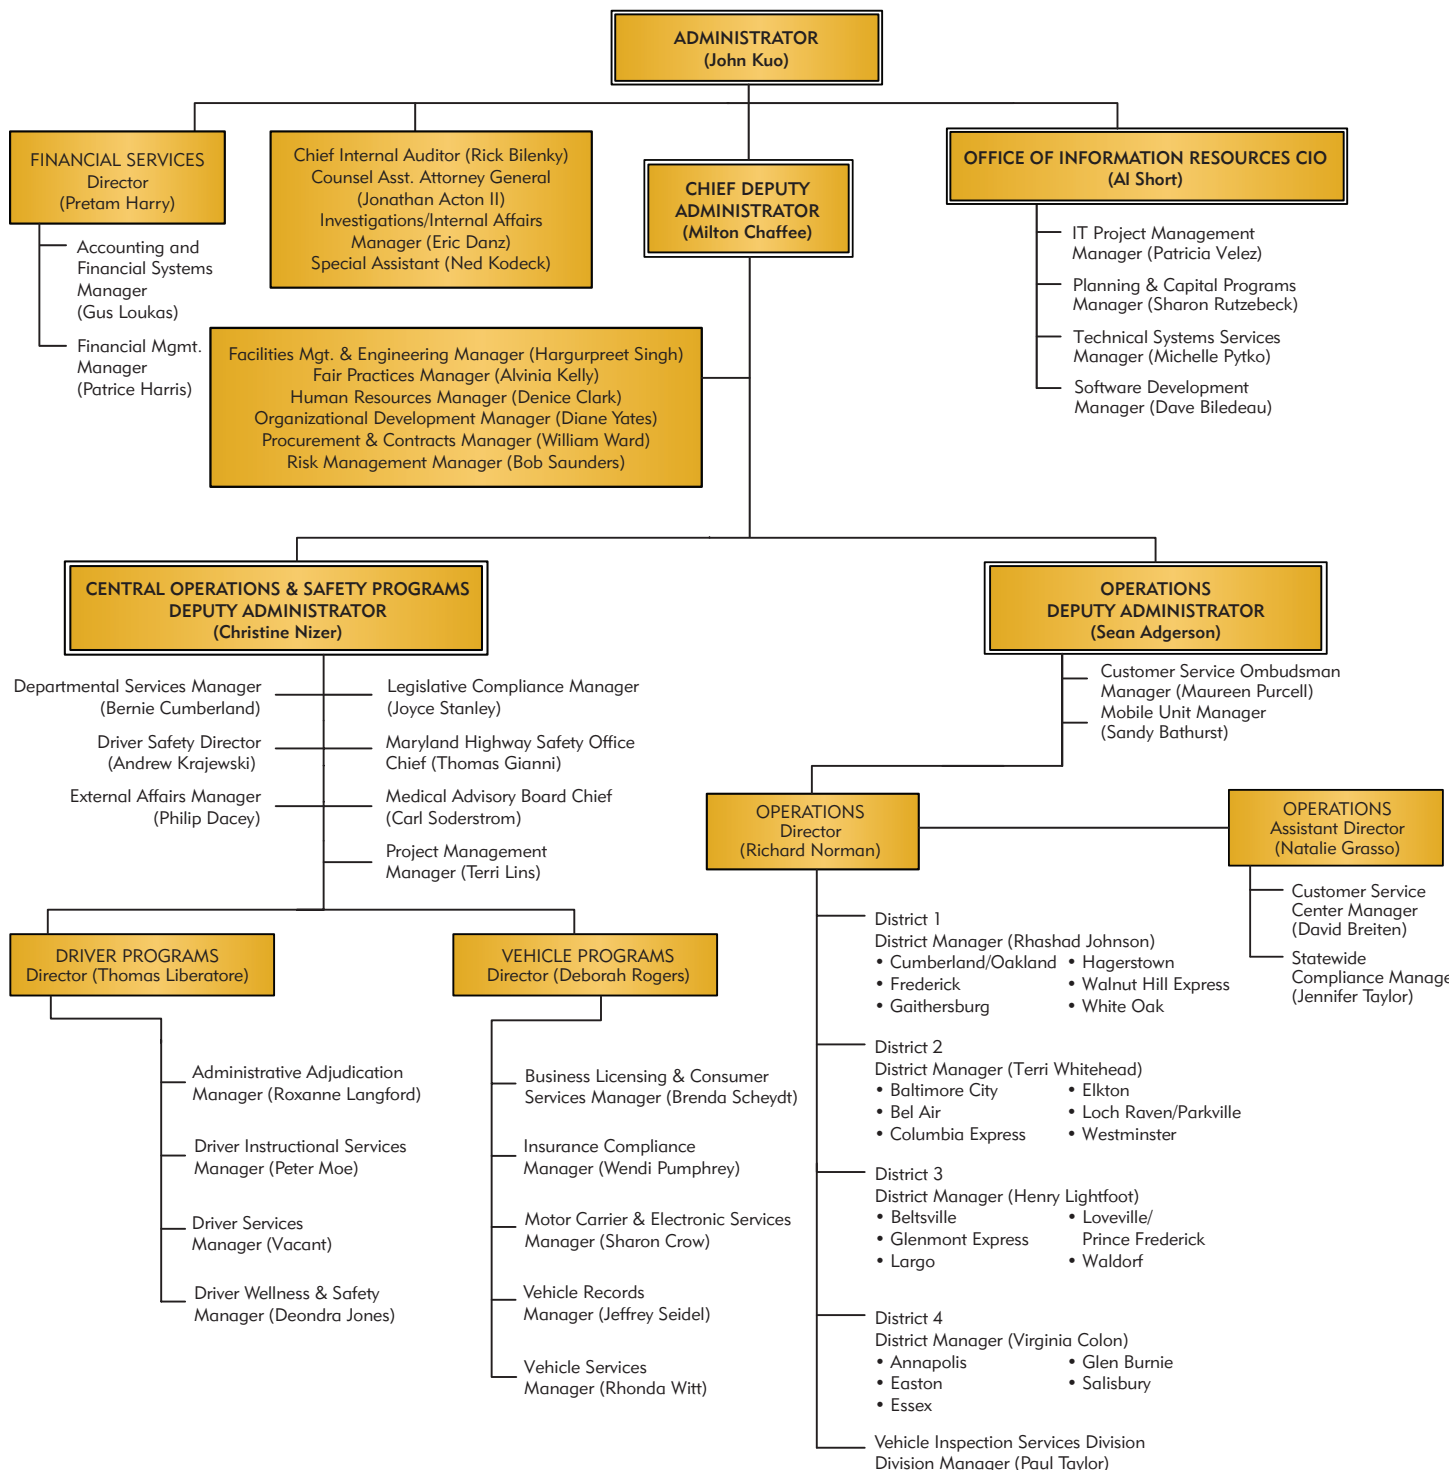 ADMINISTRATOR
(John Kuo)
FINANCIAL SERVICES
Director
(Pretam Harry)
Accounting and
Financial Systems
Manager
(Gus Loukas)
Financial Mgmt.
Manager
(Patrice Harris)
Chief Internal Auditor (Rick Bilenky)
Counsel Asst. Attorney General
(Jonathan Acton II)
Investigations/Internal Affairs
Manager (Eric Danz)
Special Assistant (Ned Kodeck)
CHIEF DEPUTY
ADMINISTRATOR
(Milton Chaffee)
OFFICE OF INFORMATION RESOURCES CIO
(Al Short)
IT Project Management
Manager (Patricia Velez)
Planning & Capital Programs
Manager (Sharon Rutzebeck)
Technical Systems Services
Manager (Michelle Pytko)
Software Development
Manager (Dave Biledeau)
Facilities Mgt. & Engineering Manager (Hargurpreet Singh)
Fair Practices Manager (Alvinia Kelly)
Human Resources Manager (Denice Clark)
Organizational Development Manager (Diane Yates)
Procurement & Contracts Manager (William Ward)
Risk Management Manager (Bob Saunders)
CENTRAL OPERATIONS & SAFETY PROGRAMS
DEPUTY ADMINISTRATOR
(Christine Nizer)
Departmental Services Manager
(Bernie Cumberland)
Driver Safety Director
(Andrew Krajewski)
External Affairs Manager
(Philip Dacey)
Legislative Compliance Manager
(Joyce Stanley)
Maryland Highway Safety Office
Chief (Thomas Gianni)
Medical Advisory Board Chief
(Carl Soderstrom)
Project Management
Manager (Terri Lins)
DRIVER PROGRAMS
Director (Thomas Liberatore)
Administrative Adjudication
Manager (Roxanne Langford)
Driver Instructional Services
Manager (Peter Moe)
Driver Services
Manager (Vacant)
Driver Wellness & Safety
Manager (Deondra Jones)
VEHICLE PROGRAMS
Director (Deborah Rogers)
Business Licensing & Consumer
Services Manager (Brenda Scheydt)
Insurance Compliance
Manager (Wendi Pumphrey)
Motor Carrier & Electronic Services
Manager (Sharon Crow)
Vehicle Records
Manager (Jeffrey Seidel)
Vehicle Services
Manager (Rhonda Witt)
OPERATIONS
DEPUTY ADMINISTRATOR
(Sean Adgerson)
Customer Service Ombudsman
Manager (Maureen Purcell)
Mobile Unit Manager
(Sandy Bathurst)
OPERATIONS
Director
(Richard Norman)
OPERATIONS
Assistant Director
(Natalie Grasso)
Customer Service
Center Manager
(David Breiten)
Statewide
Compliance Manage
(Jennifer Taylor)
District 1
District Manager (Rhashad Johnson)
• Cumberland/Oakland • Hagerstown
• Frederick • Walnut Hill Express
• Gaithersburg • White Oak
District 2
District Manager (Terri Whitehead)
• Baltimore City • Elkton
• Bel Air • Loch Raven/Parkville
• Columbia Express • Westminster
District 3
District Manager (Henry Lightfoot)
• Beltsville • Loveville/
• Glenmont Express Prince Frederick
• Largo • Waldorf
District 4
District Manager (Virginia Colon)
• Annapolis • Glen Burnie
• Easton • Salisbury
• Essex
Vehicle Inspection Services Division
Division Manager (Paul Taylor)